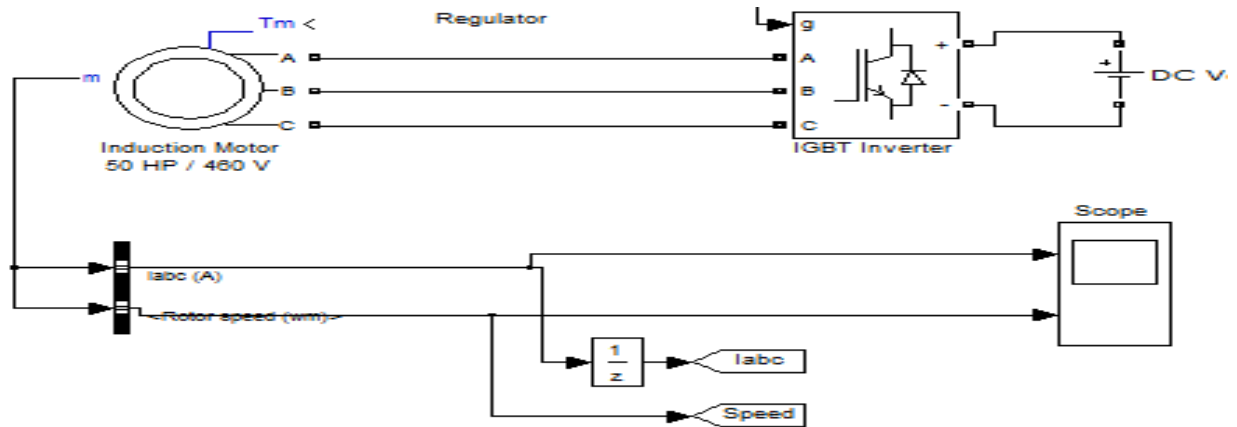 Tm <
Regulator
g
m
A
A
+
DC V
B
B
-
C
C
Induction Motor
50 HP / 460 V
IGBT Inverter
Scope
Iabc (A)
<Rotor speed (wm)>
1
z
Iabc
Speed